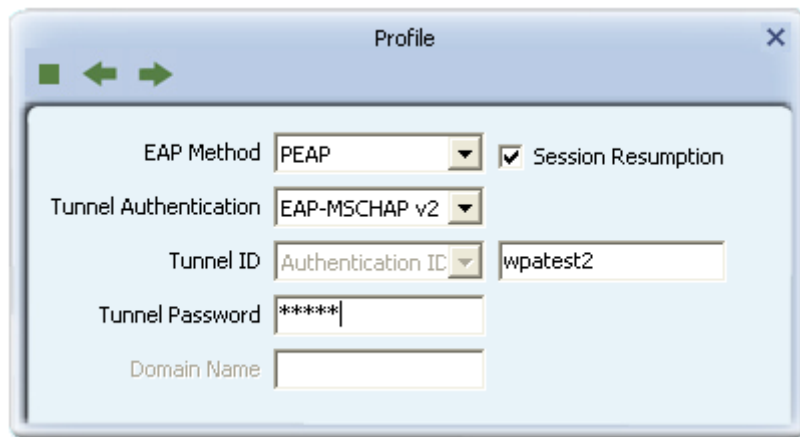 Profile
EAP Method PEAP Session Resumption
Tunnel Authentication EAP-MSCHAP v2
Tunnel ID Authentication ID wpatest2
Tunnel Password *****
Domain Name